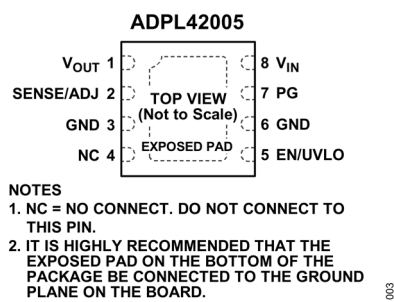 ADPL42005
VOUT 1
8 VIN
SENSE/ADJ 2
7 PG
TOP VIEW
(Not to Scale)
GND 3
6 GND
NC 4
EXPOSED PAD
5 EN/UVLO
NOTES
1. NC = NO CONNECT. DO NOT CONNECT TO
THIS PIN.
2. IT IS HIGHLY RECOMMENDED THAT THE
EXPOSED PAD ON THE BOTTOM OF THE
PACKAGE BE CONNECTED TO THE GROUND
PLANE ON THE BOARD.
003